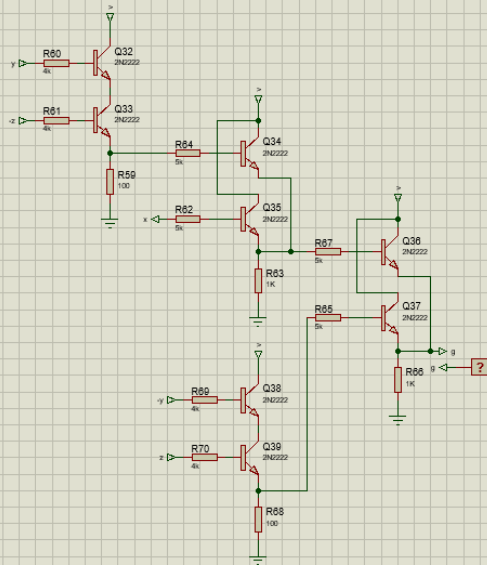 R60
4k
y
Q32
2N2222
R61
4k
-z
Q33
2N2222
R59
100
R64
5k
Q34
2N2222
R62
5k
x
Q35
2N2222
R63
1K
R67
5k
Q36
2N2222
R65
5k
Q37
2N2222
g
g
?
R66
1K
R69
4k
-y
Q38
2N2222
R70
4k
z
Q39
2N2222
R68
100